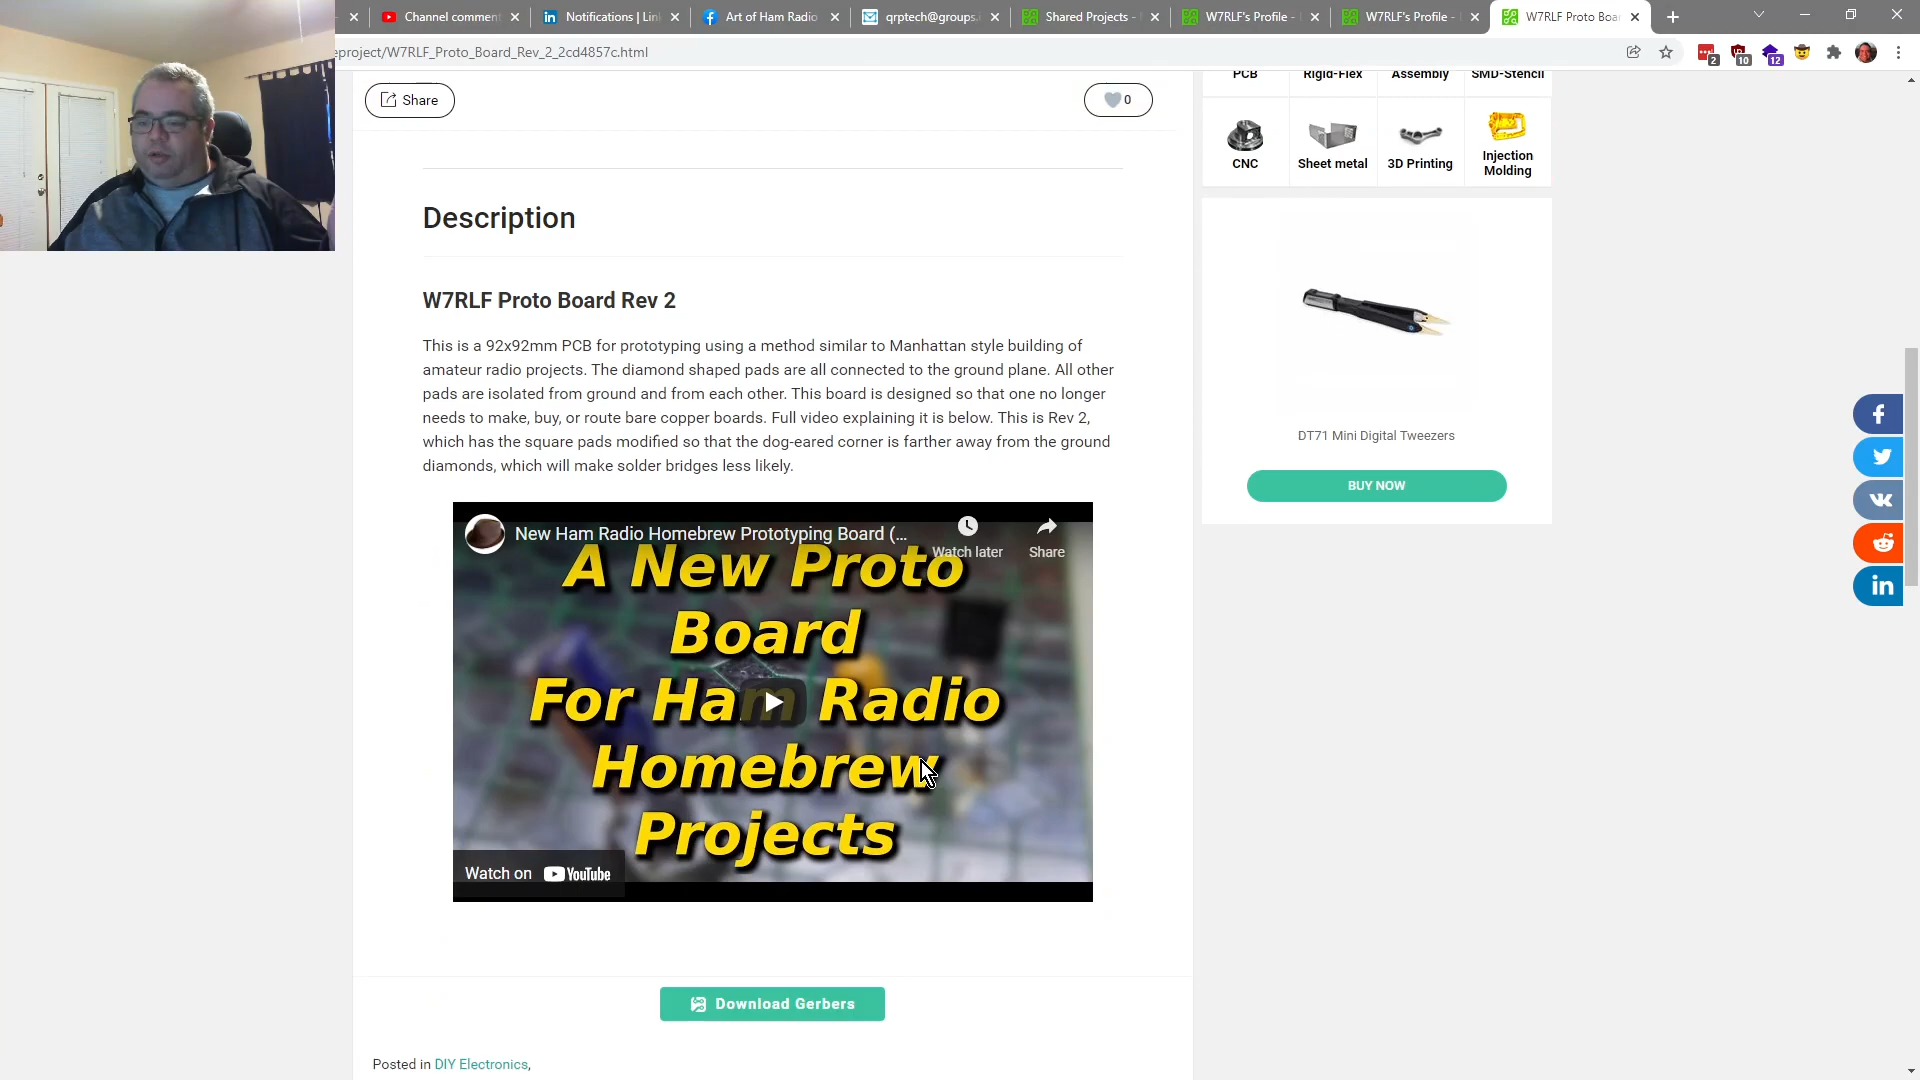 Channel comment
Notifications | Lin
Art of Ham Radio
qrptech@groups.
Shared Projects -
W7RLF's Profile -
W7RLF's Profile -
W7RLF Proto Boa
eproject/W7RLF_Proto_Board_Rev_2_2cd4857c.html
2
10
12
Share
0
PCB
Rigid-Flex
Assembly
SMD-Stencil
CNC
Sheet metal
3D Printing
Injection
Molding
Description
W7RLF Proto Board Rev 2
This is a 92x92mm PCB for prototyping using a method similar to Manhattan style building of
amateur radio projects. The diamond shaped pads are all connected to the ground plane. All other
pads are isolated from ground and from each other. This board is designed so that one no longer
needs to make, buy, or route bare copper boards. Full video explaining it is below. This is Rev 2,
which has the square pads modified so that the dog-eared corner is farther away from the ground
diamonds, which will make solder bridges less likely.
DT71 Mini Digital Tweezers
BUY NOW
New Ham Radio Homebrew Prototyping Board (...
Watch later
Share
A New Proto
Board
For Ham Radio
Homebrew
Projects
Watch on YouTube
Download Gerbers
Posted in DIY Electronics,